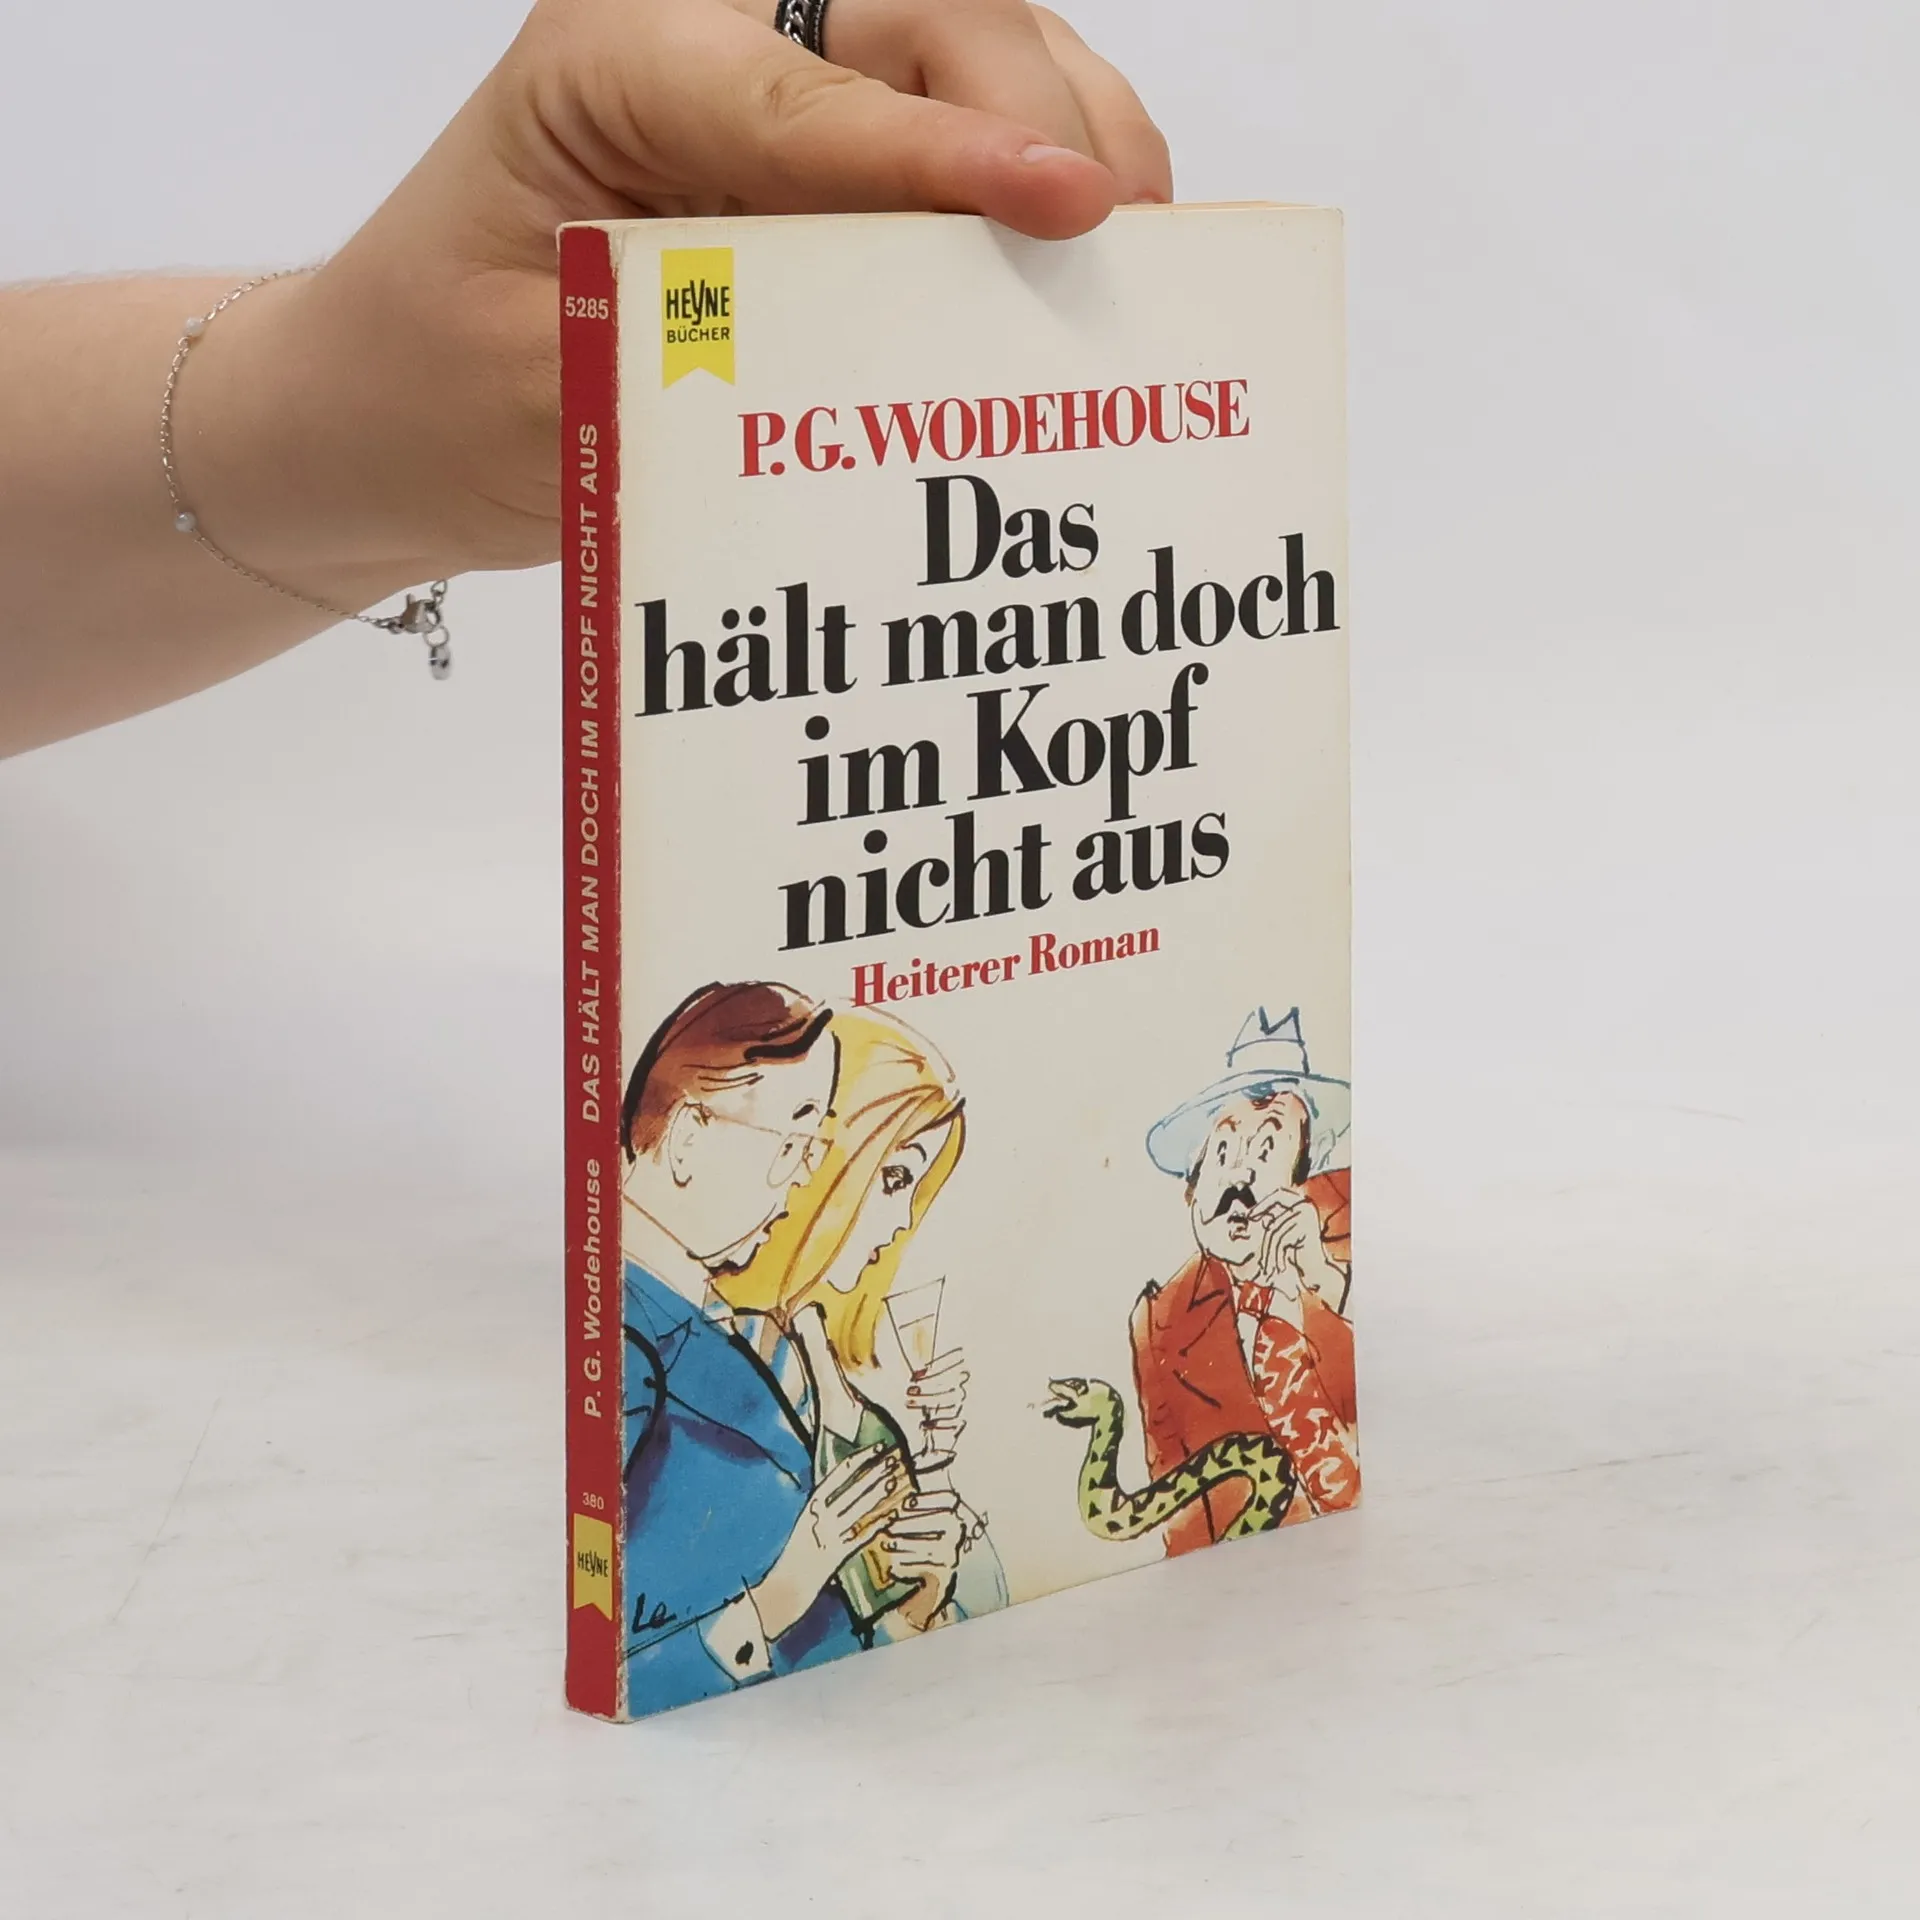 HEYNE
BÜCHER
P.G. WODEHOUSE
Das
hält man doch
im Kopf
nicht aus
Heiterer Roman
Le.
5285
P. G. Wodehouse DAS HÄLT MAN DOCH IM KOPF NICHT AUS
380
HEYNE